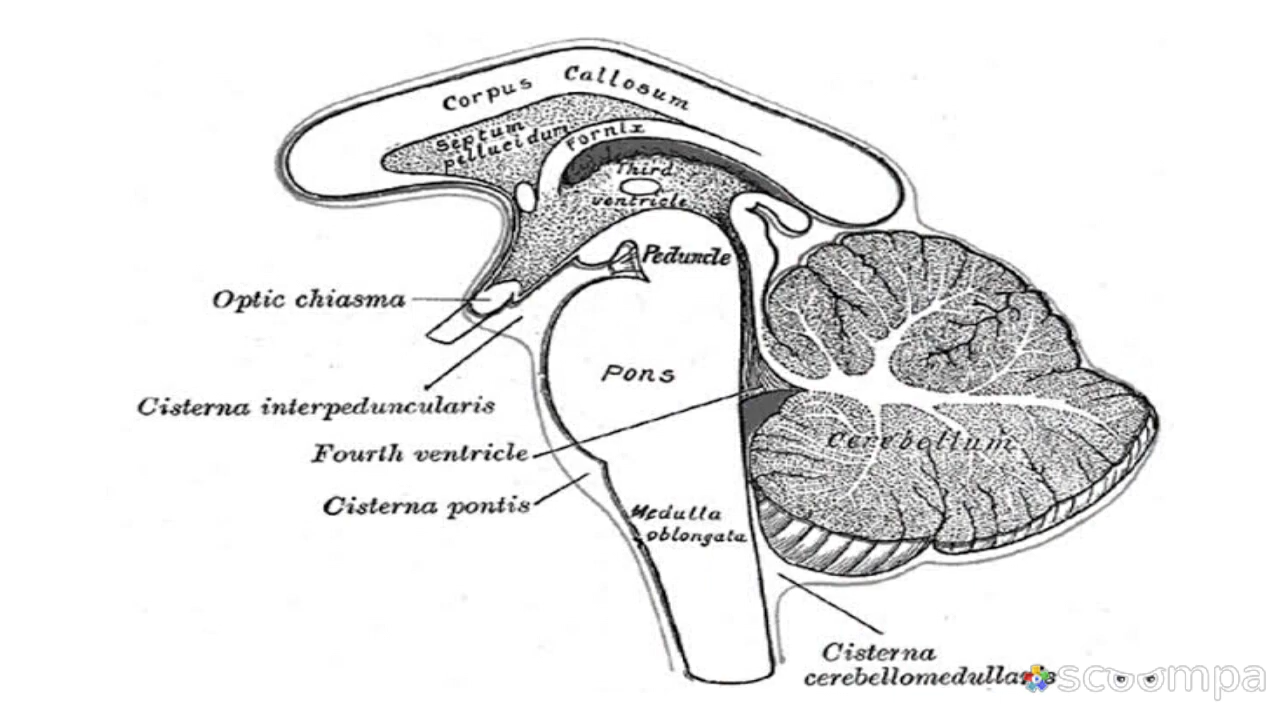 Corpus Callosum
Septum
pellucidum
Fornix
Third
ventricle
Peduncle
Optic chiasma
Pons
Cisterna interpeduncularis
Cerebellum
Fourth ventricle
Cisterna pontis
Medulla
oblongata
Cisterna
cerebellomedullaris
scoompa